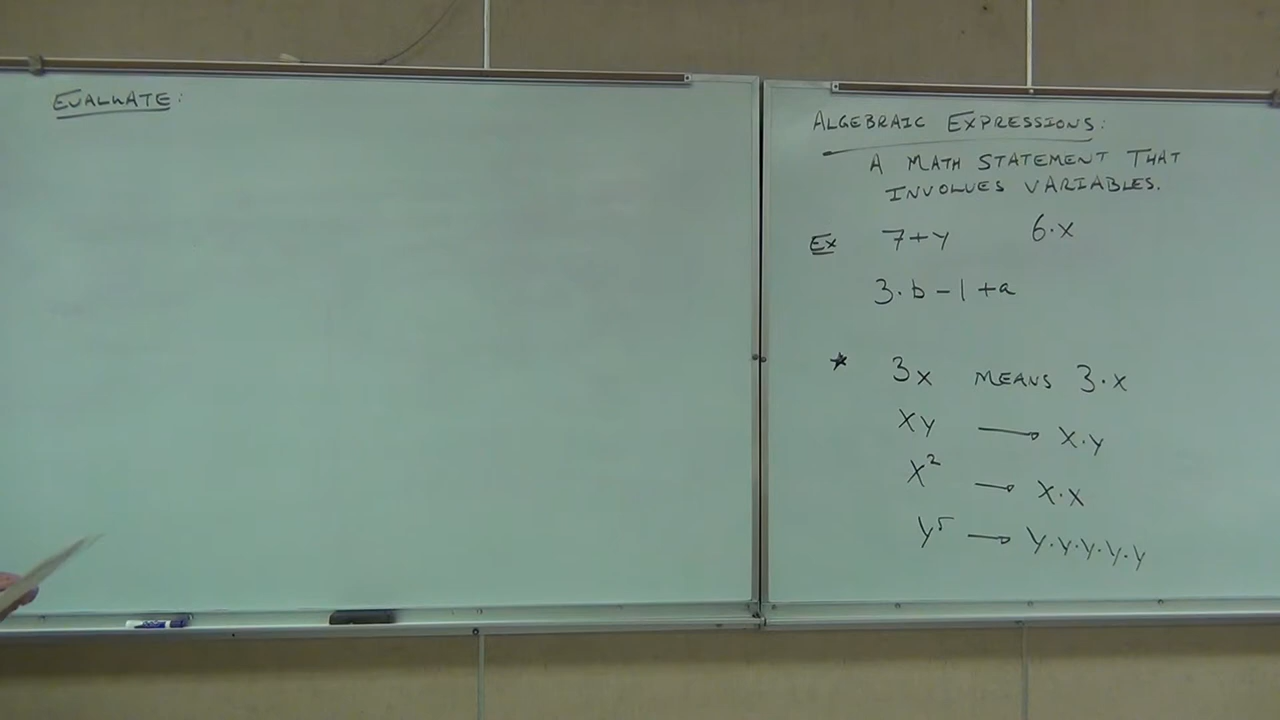 EVALUATE:
ALGEBRAIC EXPRESSIONS:
A MATH STATEMENT THAT
INVOLVES VARIABLES.
Ex 7+y 6·x
3·b-1+a
★ 3x MEANS 3·x
xy → x·y
x² → x·x
y⁵ → y·y·y·y·y